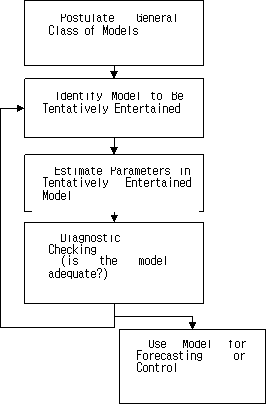 Postulate General
Class of Models
Identify Model to Be
Tentatively Entertained
Estimate Parameters in
Tentatively Entertained
Model
Diagnostic
Checking
(is the model
adequate?)
Use Model for
Forecasting or
Control